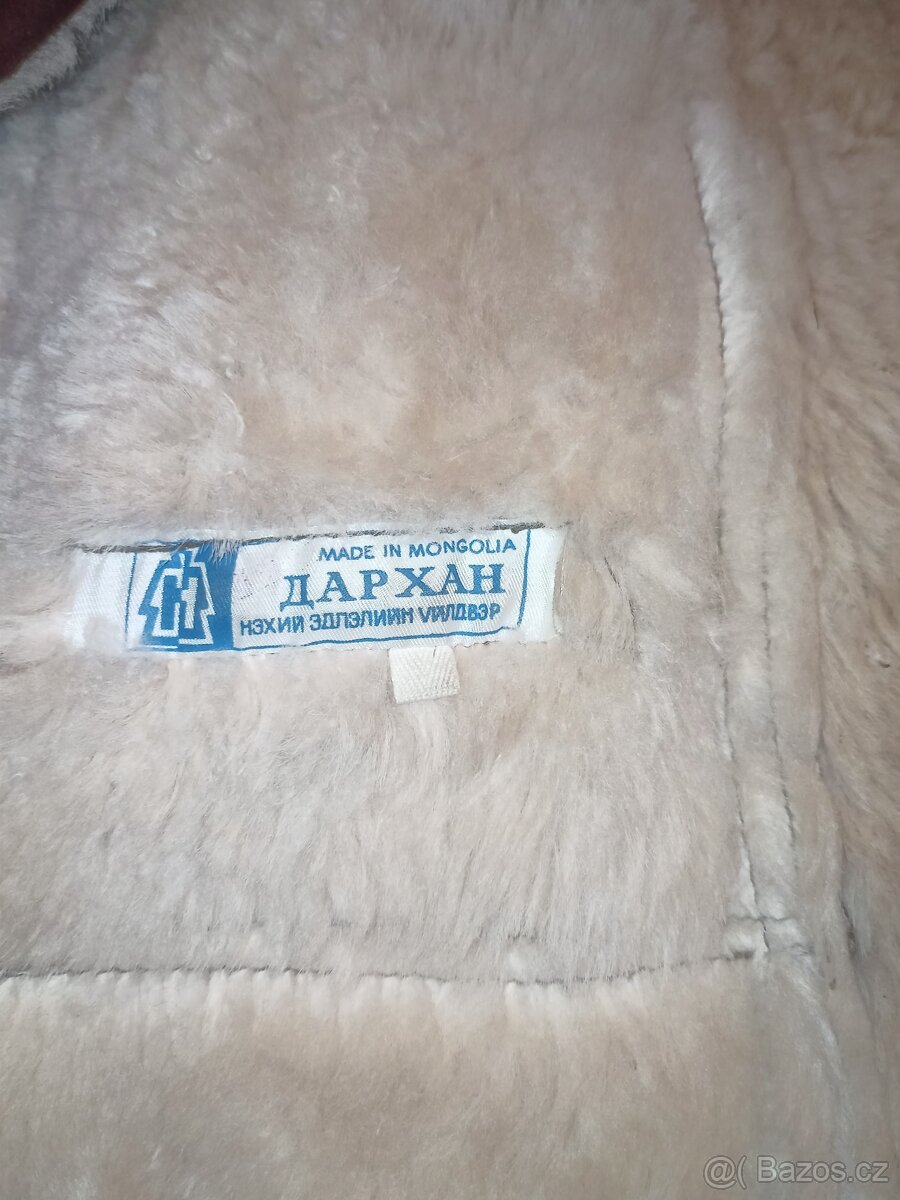 MADE IN MONGOLIA
ДАРХАН
НЭХИЙ ЭДЛЭЛИЙН ҮЙЛДВЭР
@( Bazos.cz